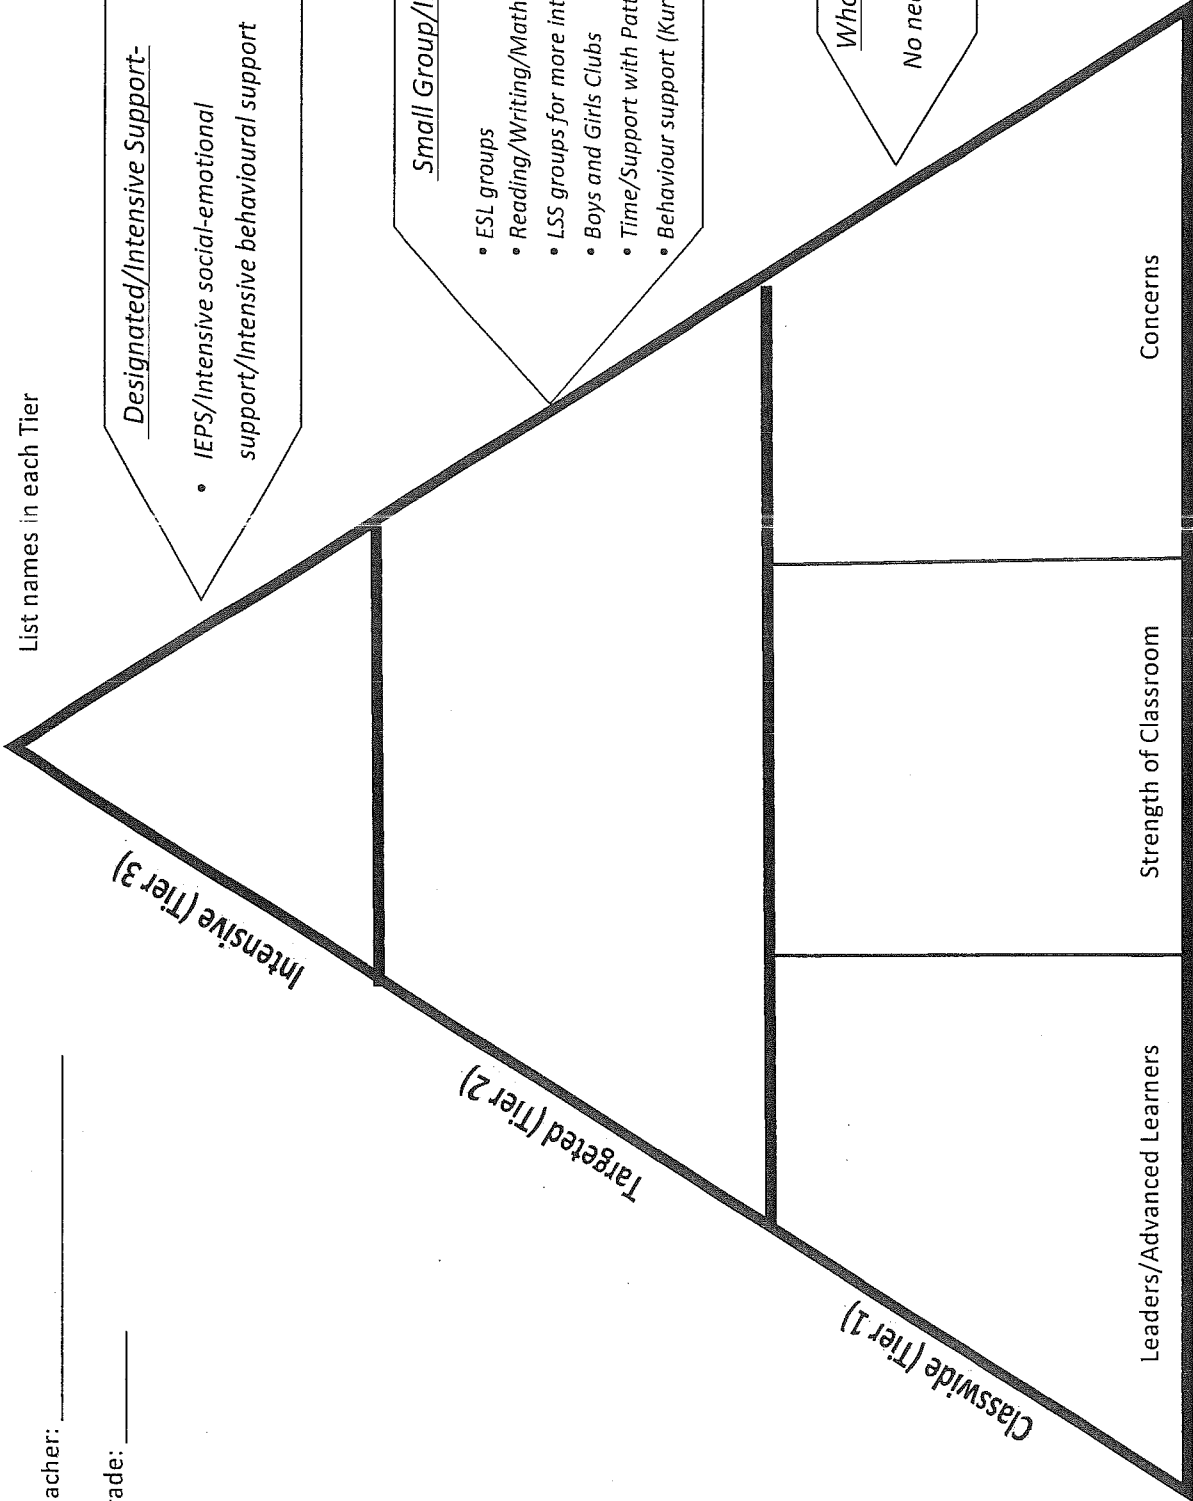 List names in each Tier
acher:
rade:
Designated/Intensive Support-
• IEPS/Intensive social-emotional
support/Intensive behavioural support
Intensive (Tier 3)
Small Group/I
• ESL groups
• Reading/Writing/Math
• LSS groups for more int
• Boys and Girls Clubs
• Time/Support with Patt
• Behaviour support (Kur
Targeted (Tier 2)
Who
No nee
Classwide (Tier 1)
Leaders/Advanced Learners
Strength of Classroom
Concerns